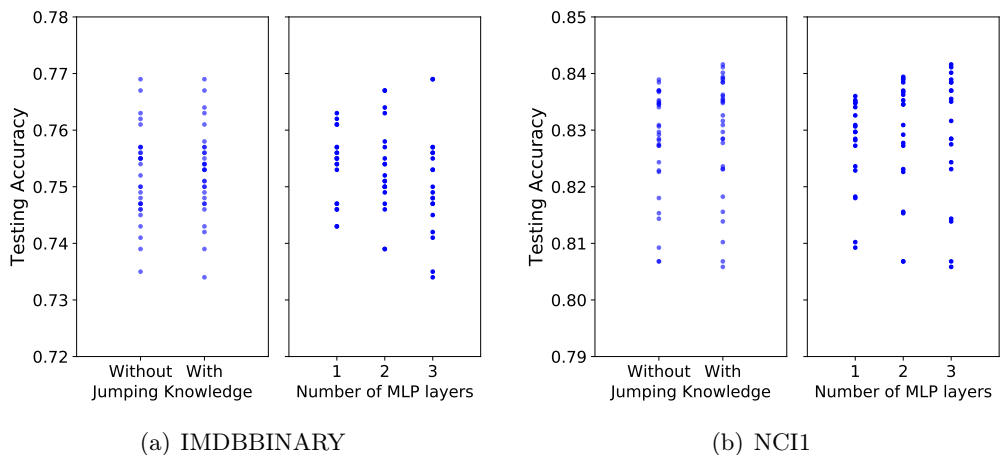 Testing Accuracy
0.78
0.77
0.76
0.75
0.74
0.73
0.72
Without With
Jumping Knowledge
1 2 3
Number of MLP layers
(a) IMDBBINARY
Testing Accuracy
0.85
0.84
0.83
0.82
0.81
0.80
0.79
Without With
Jumping Knowledge
1 2 3
Number of MLP layers
(b) NCI1